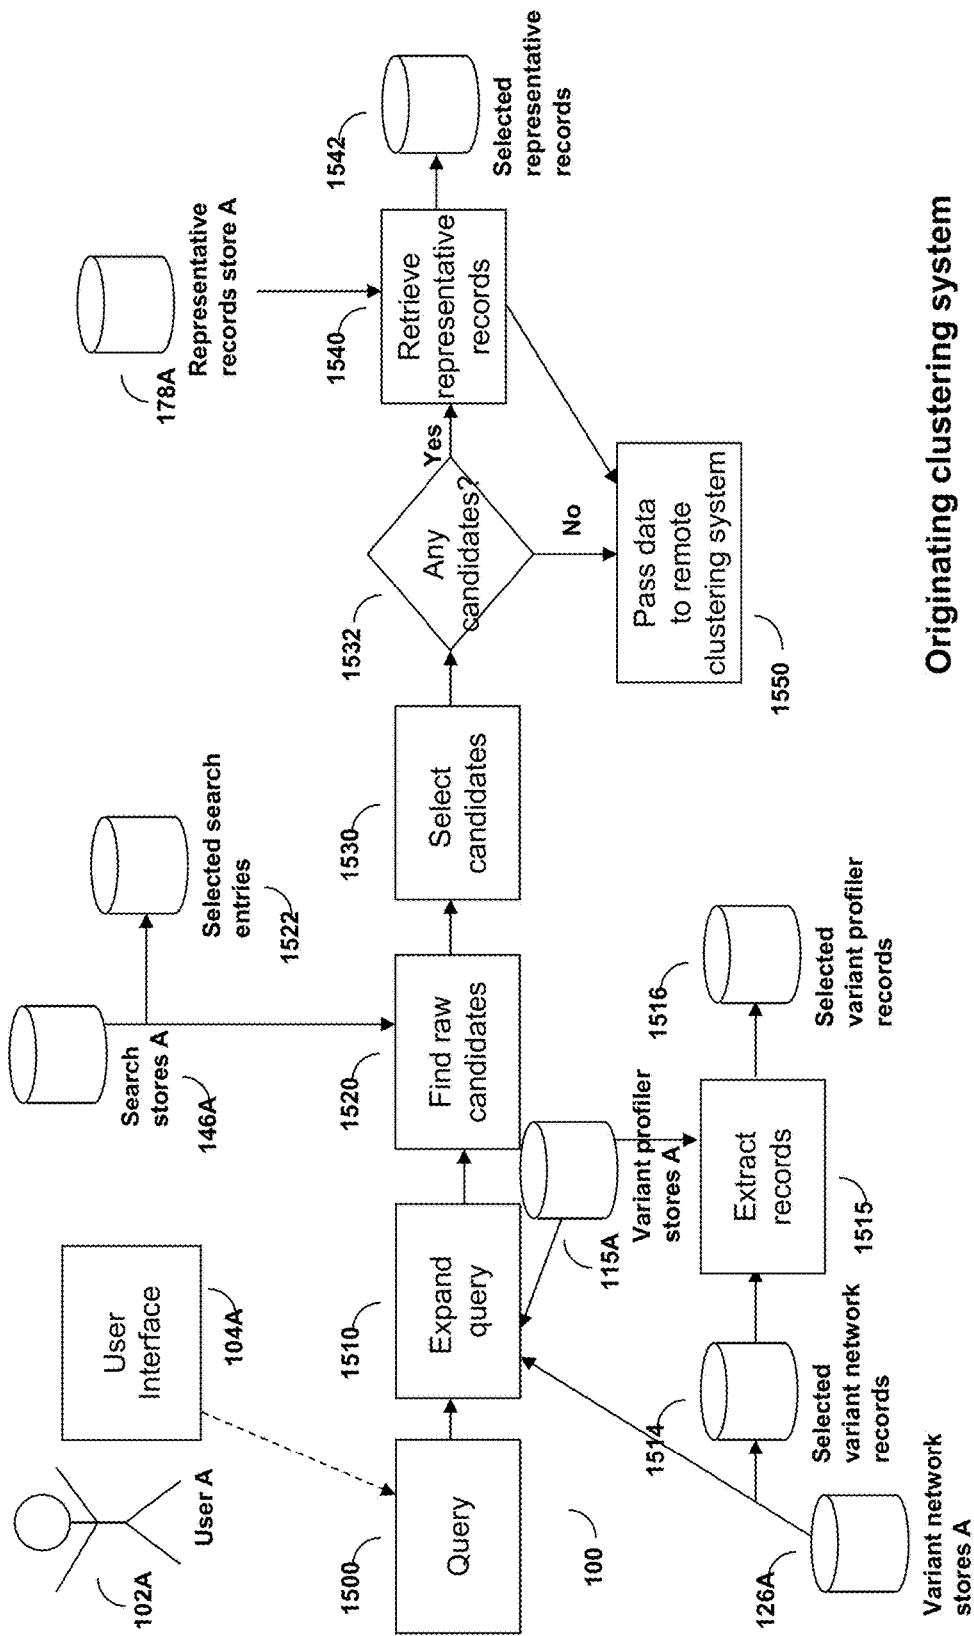 102A
User A
User
Interface
104A
Search
stores A
146A
Selected search
entries
1522
178A
Representative
records store A
1500
Query
100
1510
Expand
query
1520
Find raw
candidates
1530
Select
candidates
1532
Any
candidates?
Yes
No
1540
Retrieve
representative
records
1542
Selected
representative
records
115A
Variant profiler
stores A
126A
Variant network
stores A
1514
Selected
variant network
records
1515
Extract
records
1516
Selected
variant profiler
records
1550
Pass data
to remote
clustering system
Originating clustering system